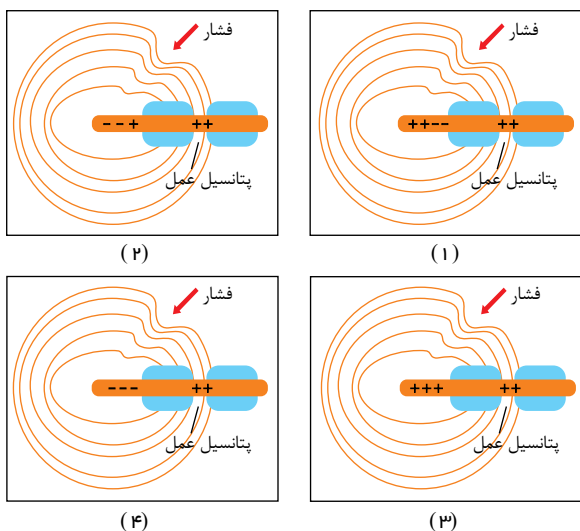 فشار
++-- ++
پتانسیل عمل
(۱)
فشار
--+ ++
پتانسیل عمل
(۲)
فشار
+++ ++
پتانسیل عمل
(۳)
فشار
--- ++
پتانسیل عمل
(۴)